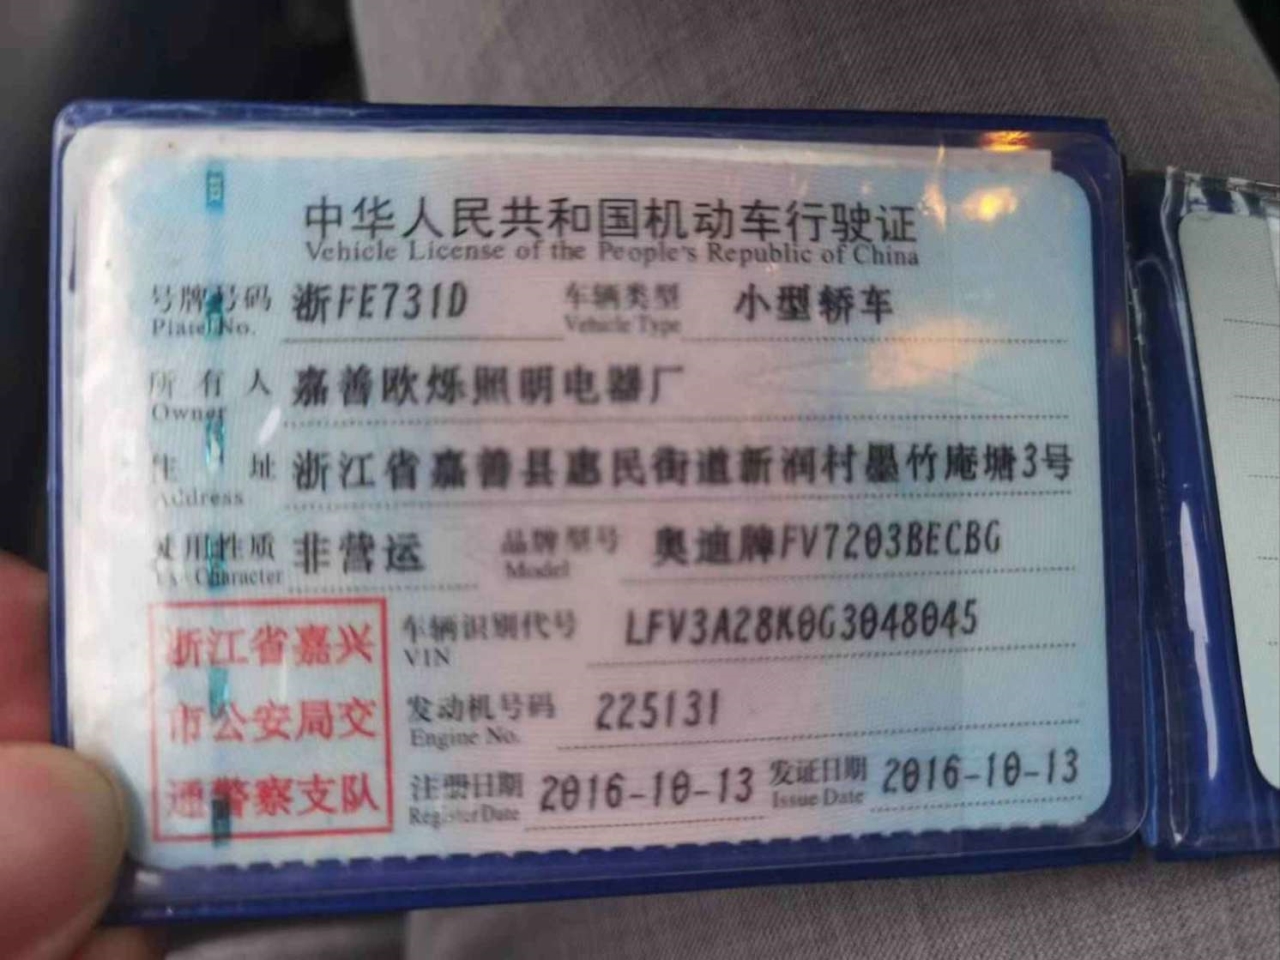 中华人民共和国机动车行驶证
Vehicle License of the People's Republic of China
号牌号码 浙FE731D 车辆类型 小型轿车
Plate No. Vehicle Type
所有人 嘉善欧烁照明电器厂
Owner
住址 浙江省嘉善县惠民街道新润村墨竹庵塘3号
Address
使用性质 非营运 品牌型号 奥迪牌FV7203BECBG
Character Model
车辆识别代号 LFV3A28K0G3048045
VIN
发动机号码 225131
Engine No.
注册日期 2016-10-13 发证日期 2016-10-13
Register Date Issue Date
浙江省嘉兴
市公安局交
通警察支队